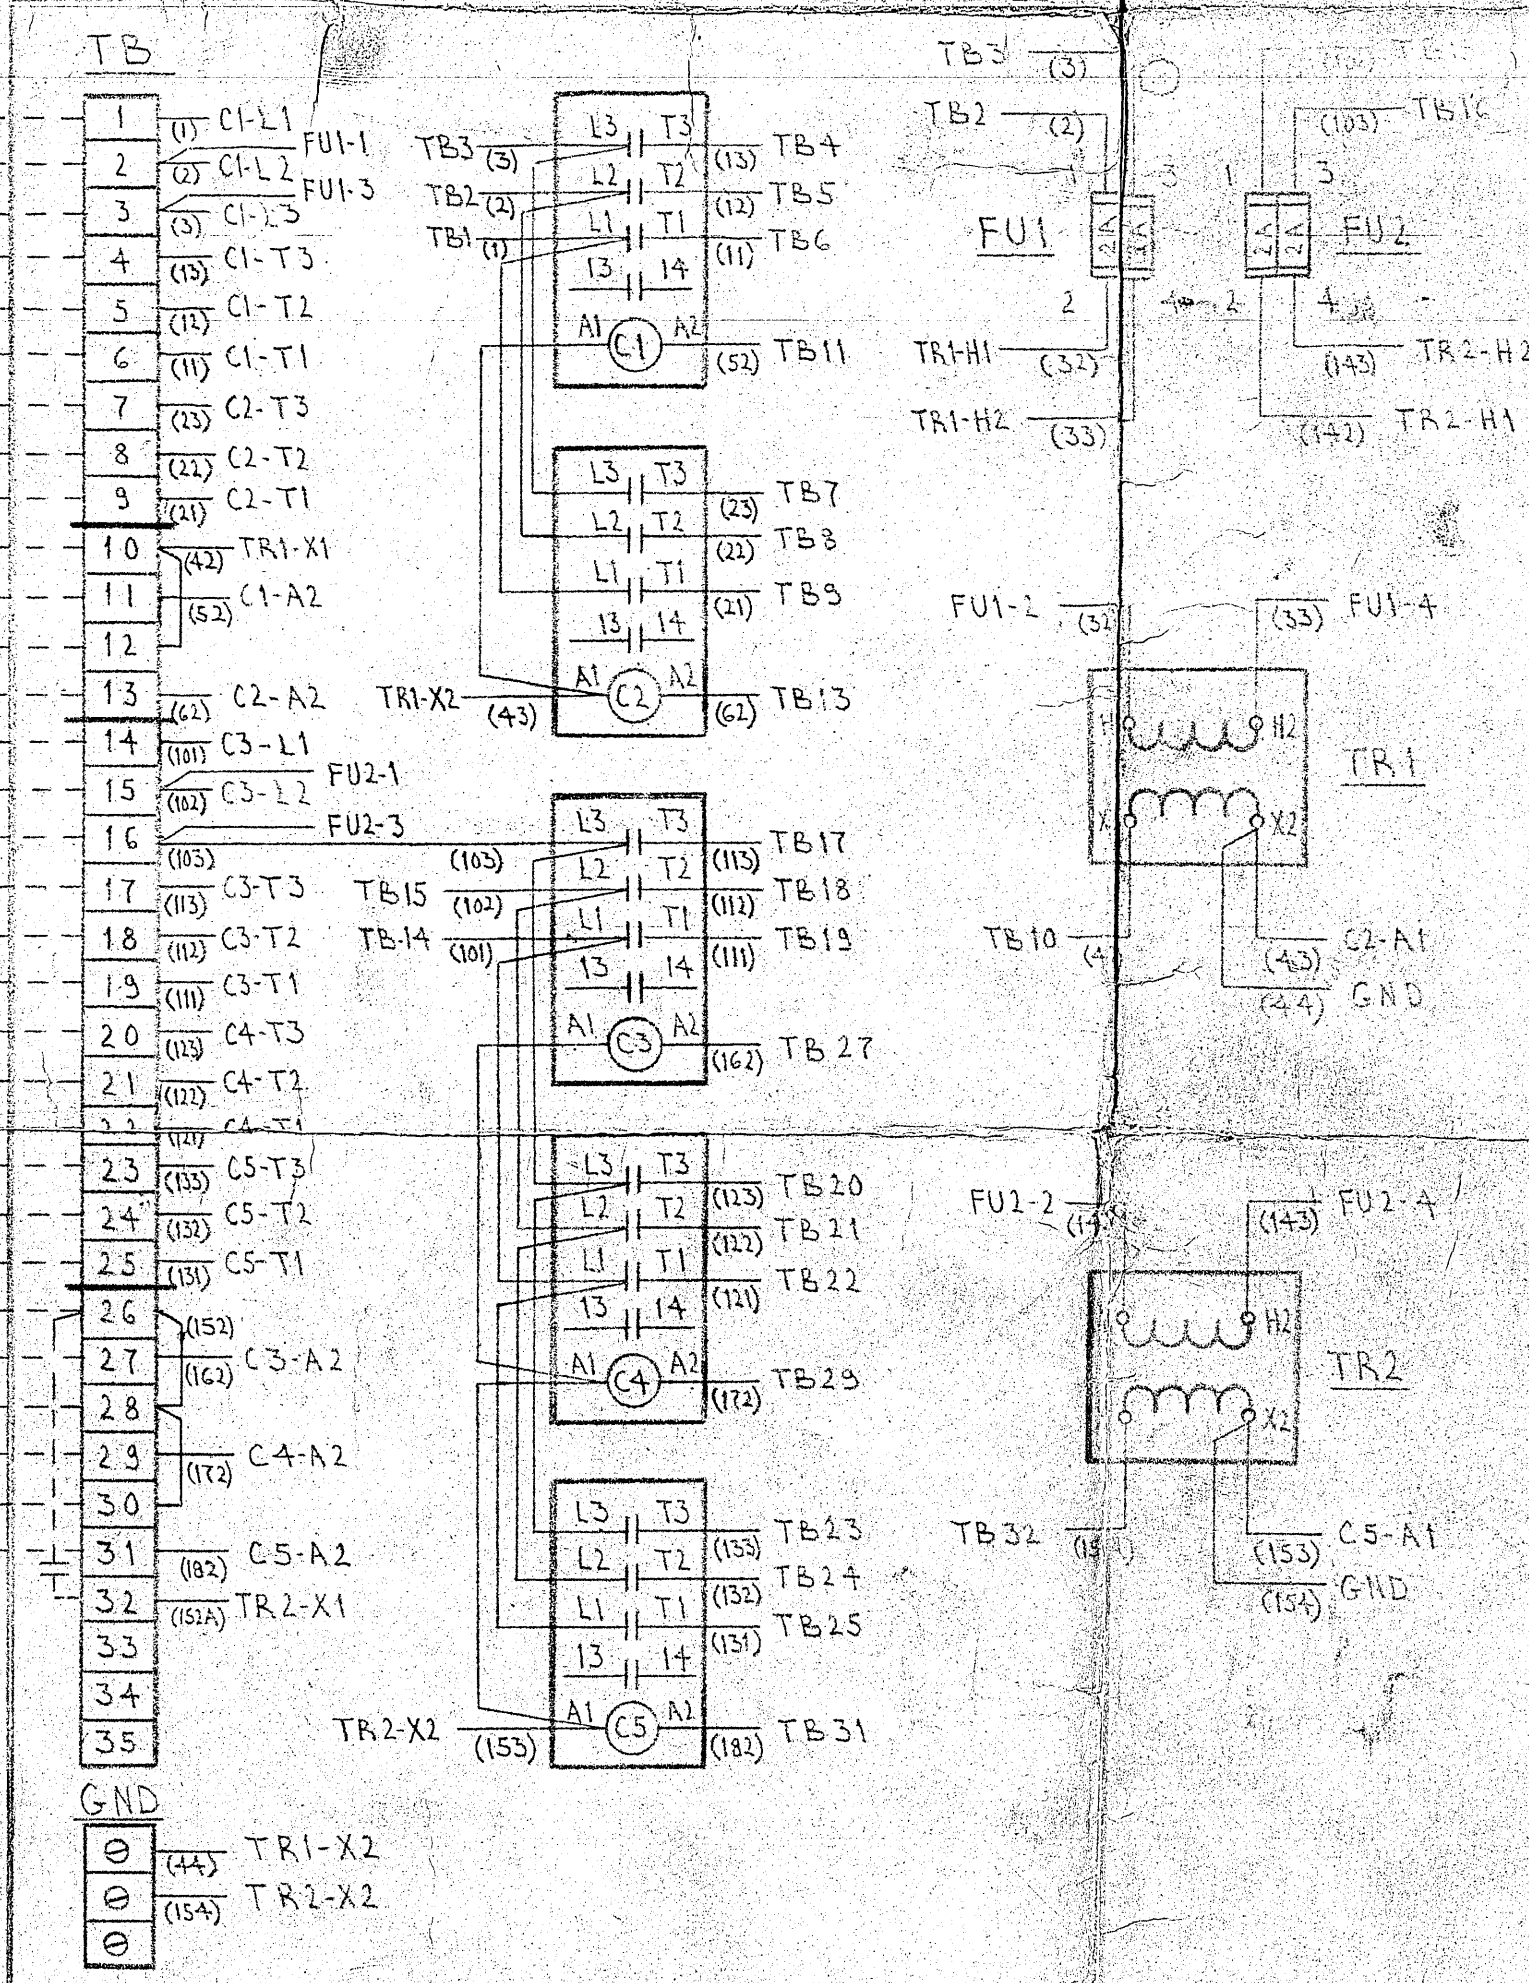 TB
1 (1) C1-L1
FU1-1
2 (2) C1-L2
FU1-3
3 (3) C1-L3
4 (13) C1-T3
5 (12) C1-T2
6 (11) C1-T1
7 (23) C2-T3
8 (22) C2-T2
9 (21) C2-T1
10 (42) TR1-X1
11 (52) C1-A2
12
13 (62) C2-A2
14 (101) C3-L1
FU2-1
15 (102) C3-L2
FU2-3
16 (103)
17 (113) C3-T3
18 (112) C3-T2
19 (111) C3-T1
20 (123) C4-T3
21 (122) C4-T2
22 (121) C4-T1
23 (133) C5-T3
24 (132) C5-T2
25 (131) C5-T1
26 (152)
27 (162) C3-A2
28
29 (172) C4-A2
30
31 (182) C5-A2
32 (152A) TR2-X1
33
34
35
GND
(44) TR1-X2
(154) TR2-X2
TB3 (3) L3 T3 (13) TB4
TB2 (2) L2 T2 (12) TB5
TB1 (1) L1 T1 (11) TB6
13 14
A1 C1 A2 (52) TB11
L3 T3 (23) TB7
L2 T2 (22) TB8
L1 T1 (21) TB9
13 14
TR1-X2 (43) A1 C2 A2 (62) TB13
(103) L3 T3 (113) TB17
TB15 (102) L2 T2 (112) TB18
TB-14 (101) L1 T1 (111) TB19
13 14
A1 C3 A2 (162) TB27
L3 T3 (123) TB20
L2 T2 (122) TB21
L1 T1 (121) TB22
13 14
A1 C4 A2 (172) TB29
L3 T3 (133) TB23
L2 T2 (132) TB24
L1 T1 (131) TB25
13 14
TR2-X2 (153) A1 C5 A2 (182) TB31
TB3 (3)
TB2 (2)
1 3
FU1 2A 2A
2 4
TR1-H1 (32)
TR1-H2 (33)
(103) TB16
1 3
2A 2A FU2
2 4
(143) TR2-H2
(142) TR2-H1
FU1-2 (32
(33) FU1-4
H H2
TR1
X X2
TB10 (4
(43) C2-A1
(44) GND
FU2-2
(143) FU2-4
H2
TR2
X2
TB32
(153) C5-A1
(154) GND